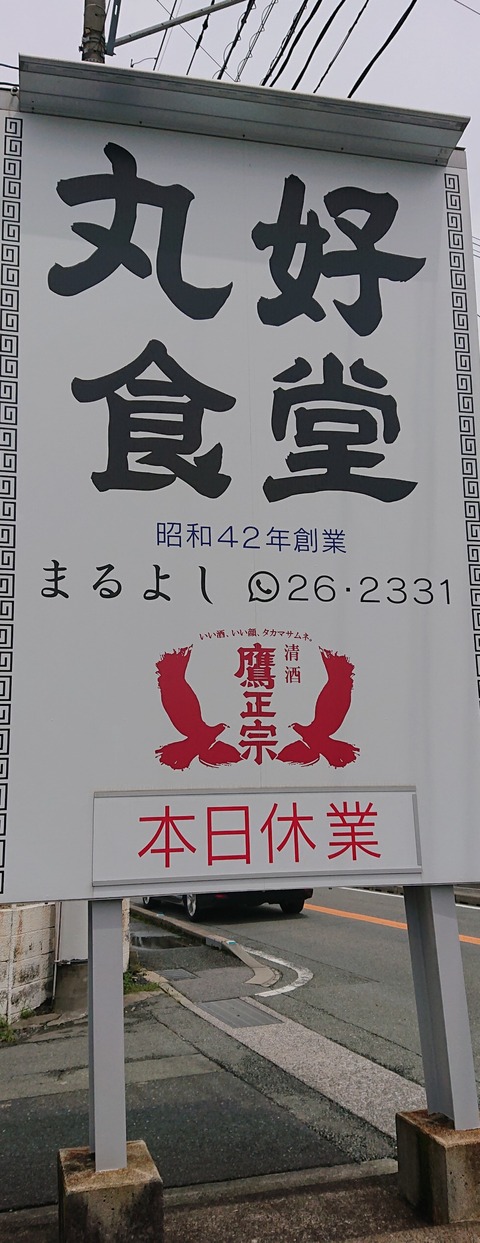 丸好
食堂
昭和42年創業
まるよし 26・2331
いい酒、いい顔、タカマサムネ。
清酒
鷹正宗
本日休業